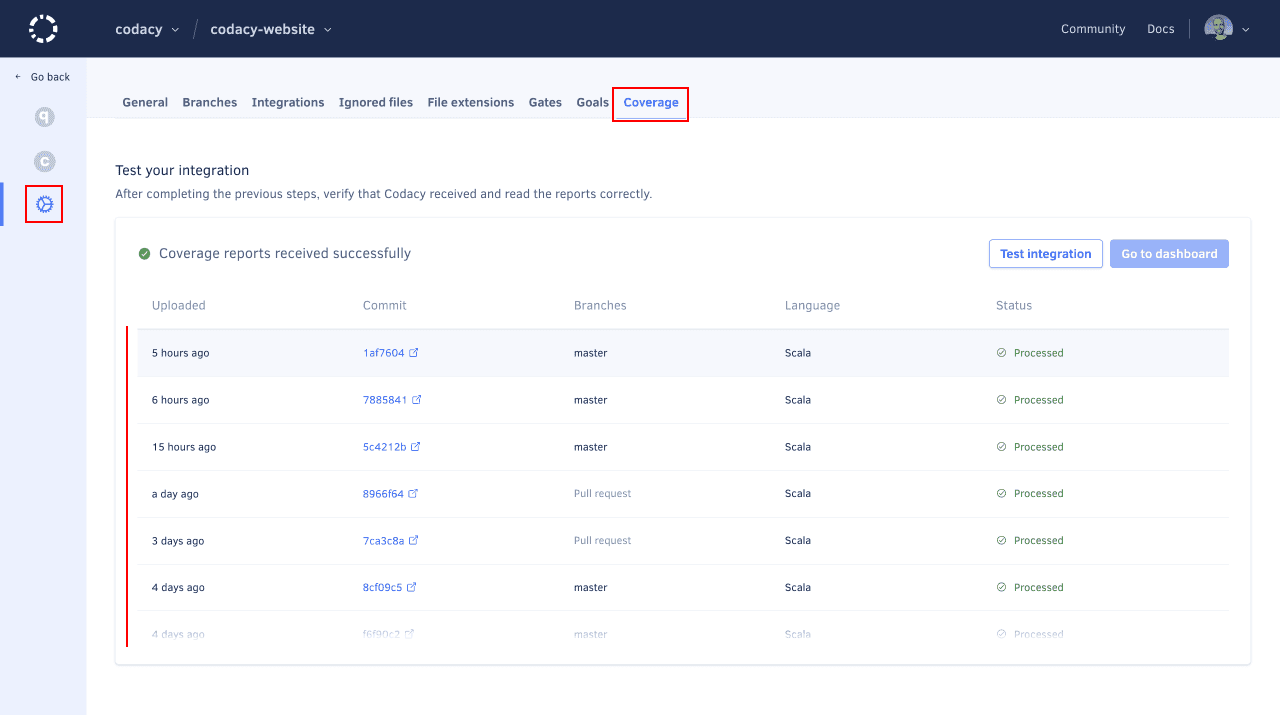 codacy / codacy-website
Community Docs
← Go back
General Branches Integrations Ignored files File extensions Gates Goals Coverage
q
C
Test your integration
After completing the previous steps, verify that Codacy received and read the reports correctly.
Coverage reports received successfully Test integration Go to dashboard
Uploaded Commit Branches Language Status
5 hours ago 1af7604 master Scala Processed
6 hours ago 7885841 master Scala Processed
15 hours ago 5c4212b master Scala Processed
a day ago 8966f64 Pull request Scala Processed
3 days ago 7ca3c8a Pull request Scala Processed
4 days ago 8cf09c5 master Scala Processed
4 days ago f6f90c2 master Scala Processed